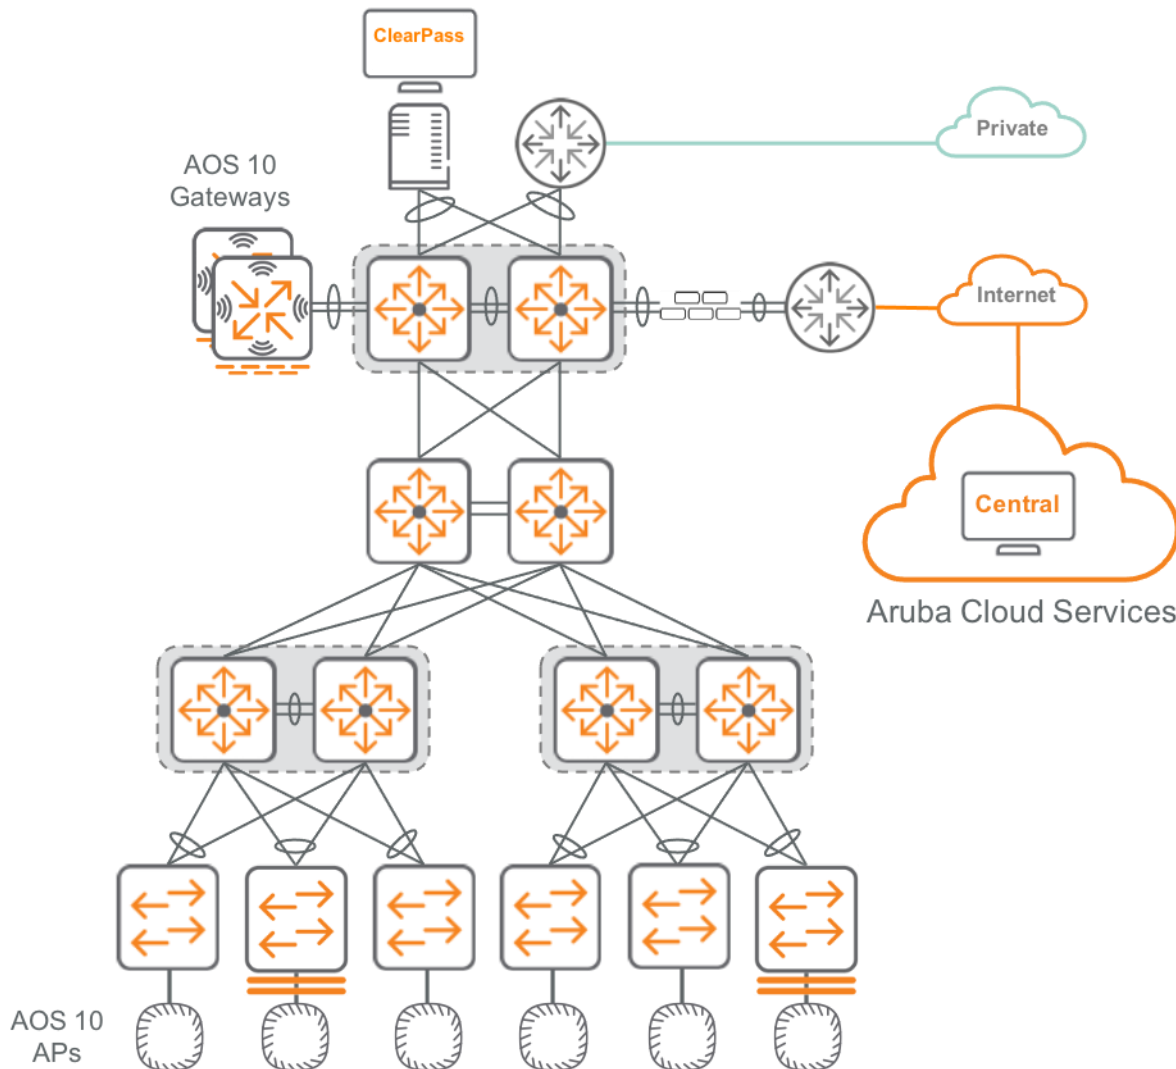 ClearPass
Private
AOS 10
Gateways
Internet
Central
Aruba Cloud Services
AOS 10
APs